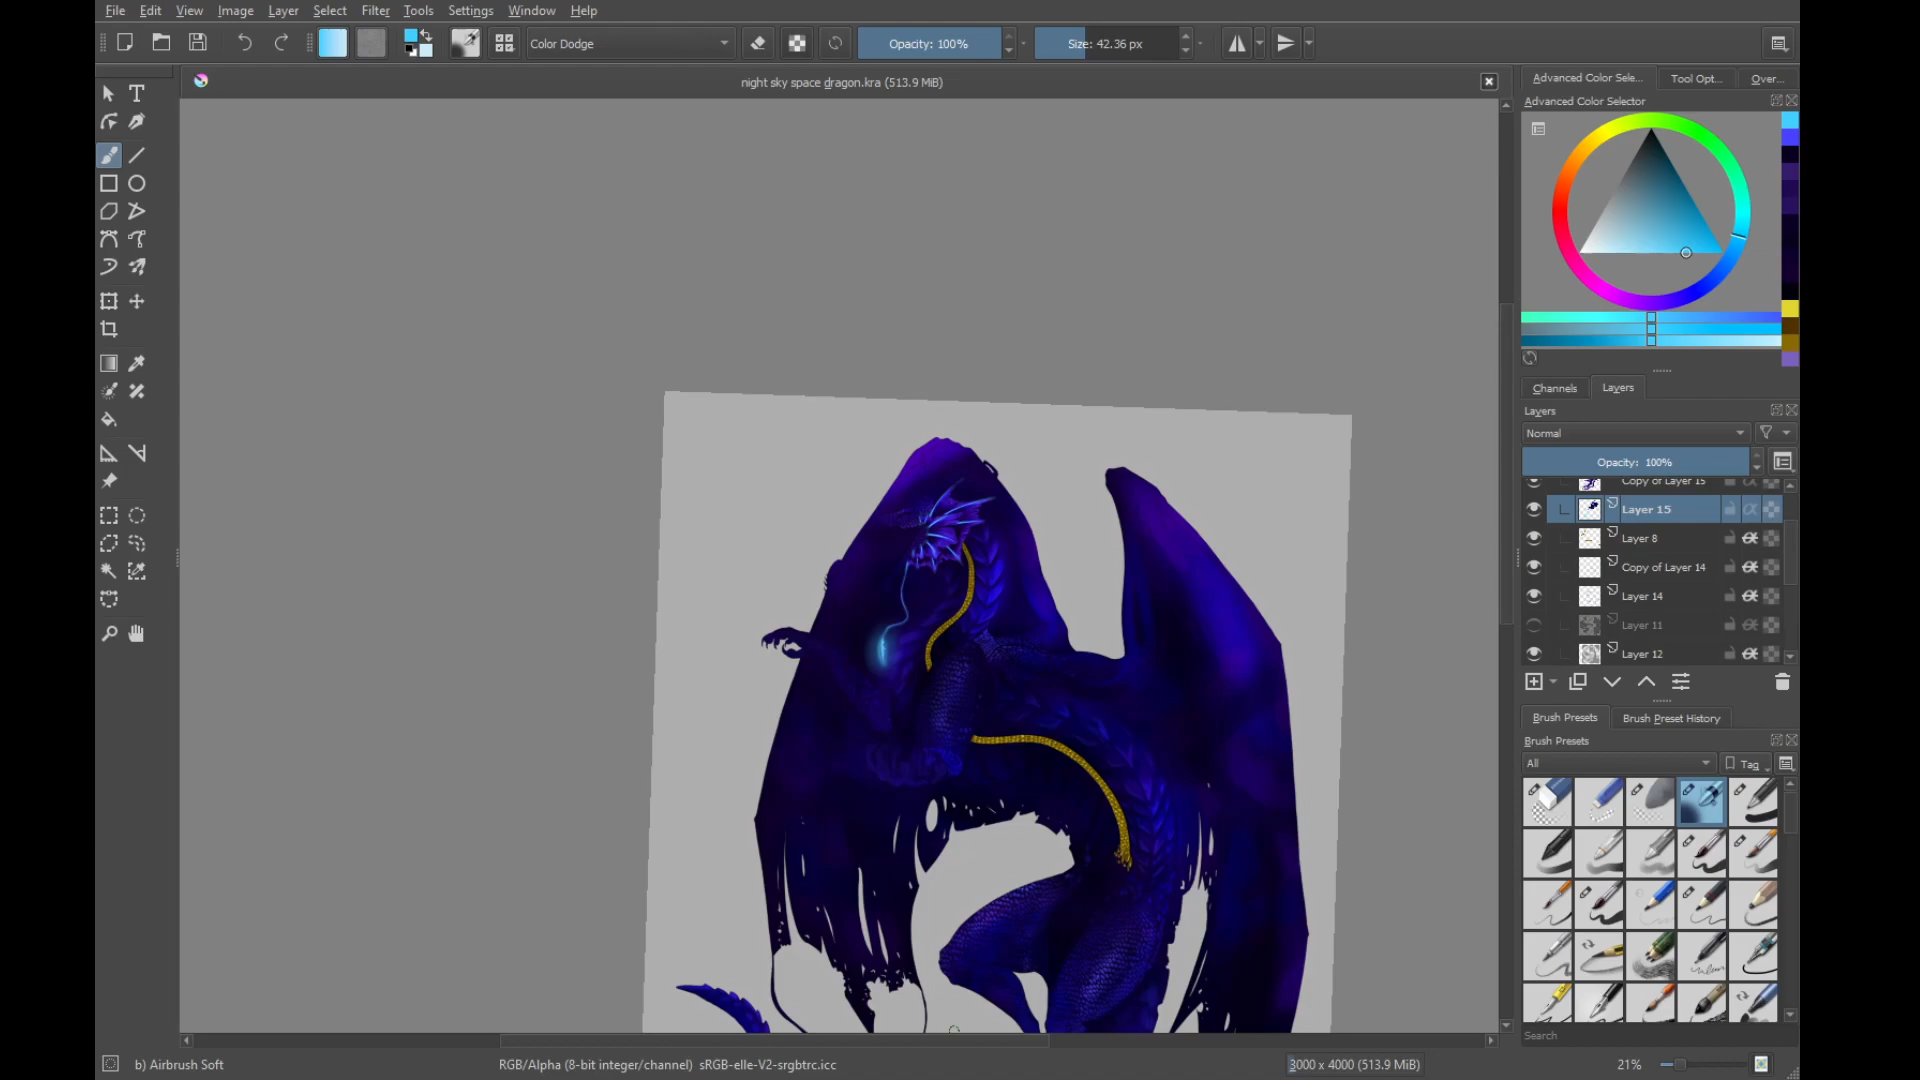 File Edit View Image Layer Select Filter Tools Settings Window Help
Color Dodge Opacity: 100% Size: 42.36 px
night sky space dragon.kra (513.9 MiB)
Advanced Color Sele... Tool Opt... Over...
Advanced Color Selector
Channels Layers
Layers
Normal
Opacity: 100%
Copy of Layer 15
Layer 15
Layer 8
Copy of Layer 14
Layer 14
Layer 11
Layer 12
Brush Presets Brush Preset History
Brush Presets
All Tag
Search
b) Airbrush Soft RGB/Alpha (8-bit integer/channel) sRGB-elle-V2-srgbtrc.icc 3000 x 4000 (513.9 MiB) 21%